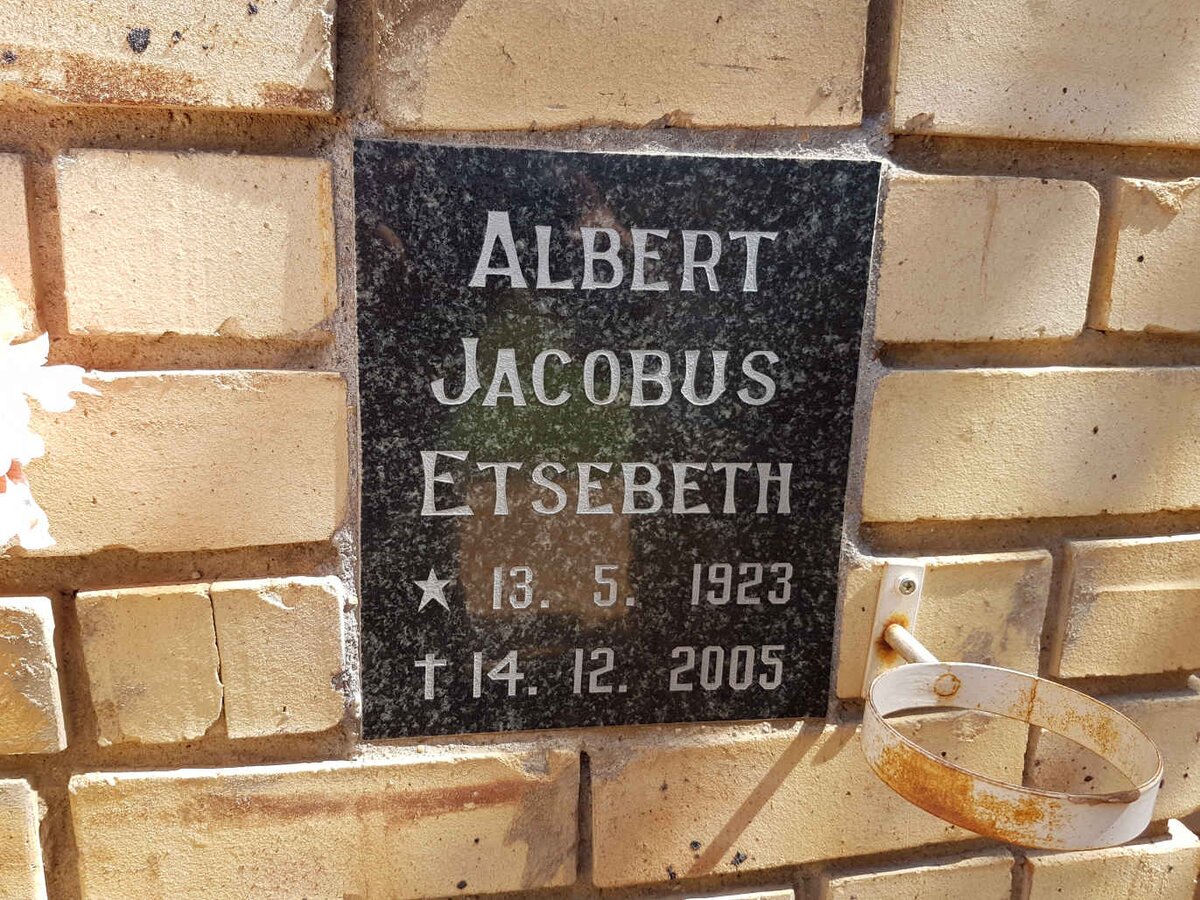 ALBERT
JACOBUS
ETSEBETH
★ 13. 5. 1923
✝ 14. 12. 2005